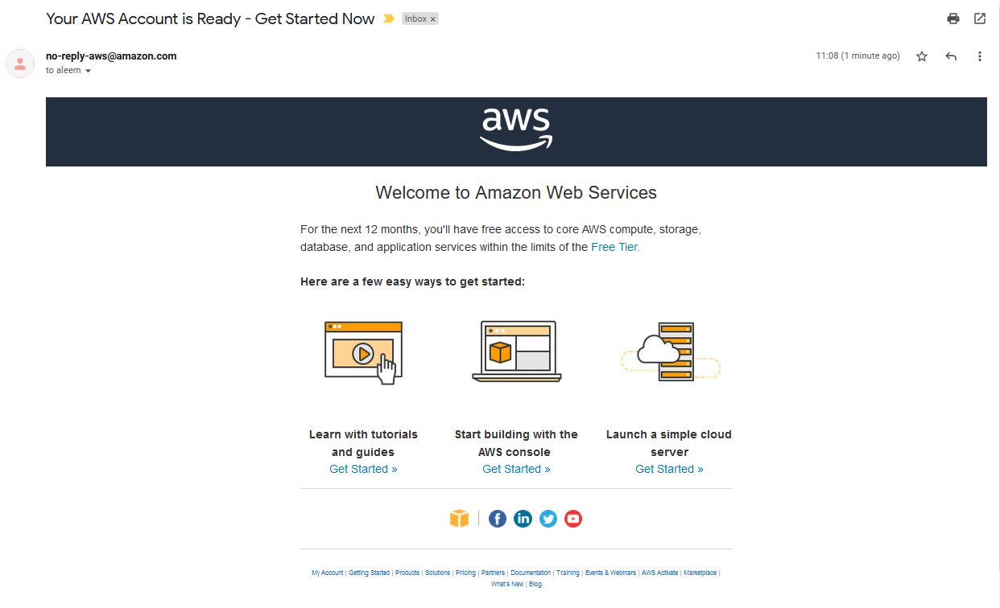 Your AWS Account is Ready - Get Started Now
Inbox x
no-reply-aws@amazon.com
11:08 (1 minute ago)
to aleem
aws
Welcome to Amazon Web Services
For the next 12 months, you'll have free access to core AWS compute, storage,
database, and application services within the limits of the Free Tier.
Here are a few easy ways to get started:
Learn with tutorials
and guides
Get Started »
Start building with the
AWS console
Get Started »
Launch a simple cloud
server
Get Started »
f
in
My Account | Getting Started | Products | Solutions | Pricing | Partners | Documentation | Training | Events & Webinars | AWS Activate | Marketplace |
What's New | Blog